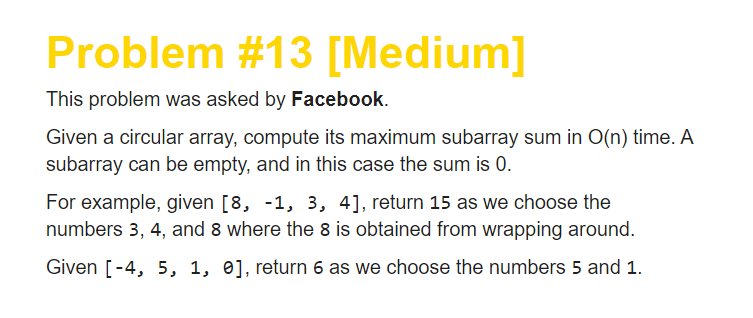 Problem #13 [Medium]
This problem was asked by Facebook.
Given a circular array, compute its maximum subarray sum in O(n) time. A
subarray can be empty, and in this case the sum is 0.
For example, given [8, -1, 3, 4], return 15 as we choose the
numbers 3, 4, and 8 where the 8 is obtained from wrapping around.
Given [-4, 5, 1, 0], return 6 as we choose the numbers 5 and 1.